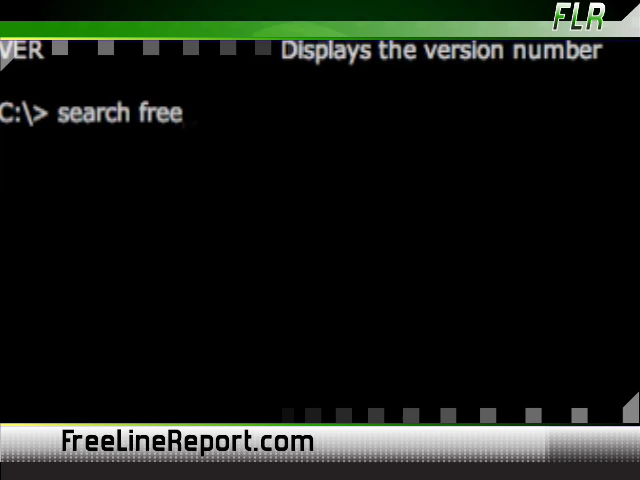 FLR
VER Displays the version number
C:\> search free
FreeLineReport.com